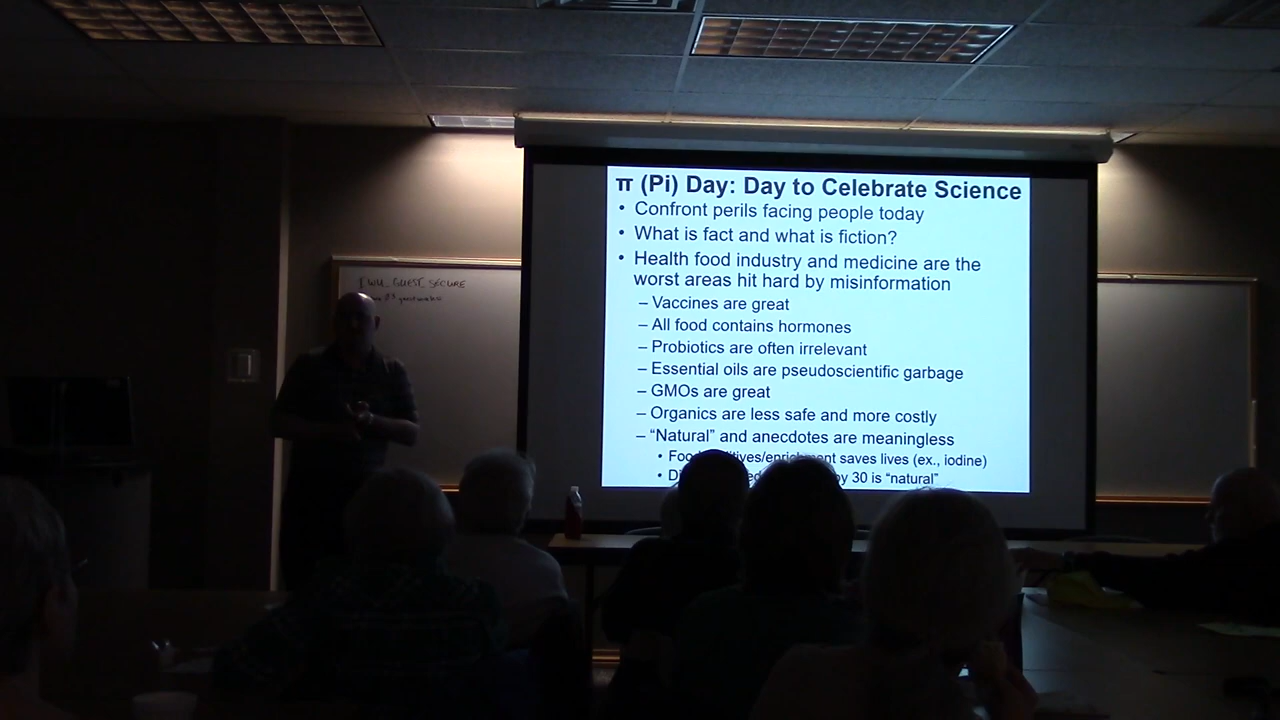 π (Pi) Day: Day to Celebrate Science
• Confront perils facing people today
• What is fact and what is fiction?
• Health food industry and medicine are the
worst areas hit hard by misinformation
– Vaccines are great
– All food contains hormones
– Probiotics are often irrelevant
– Essential oils are pseudoscientific garbage
– GMOs are great
– Organics are less safe and more costly
– “Natural” and anecdotes are meaningless
• saves lives (ex., iodine)
• by 30 is “natural”
IWU_GUEST_SECURE